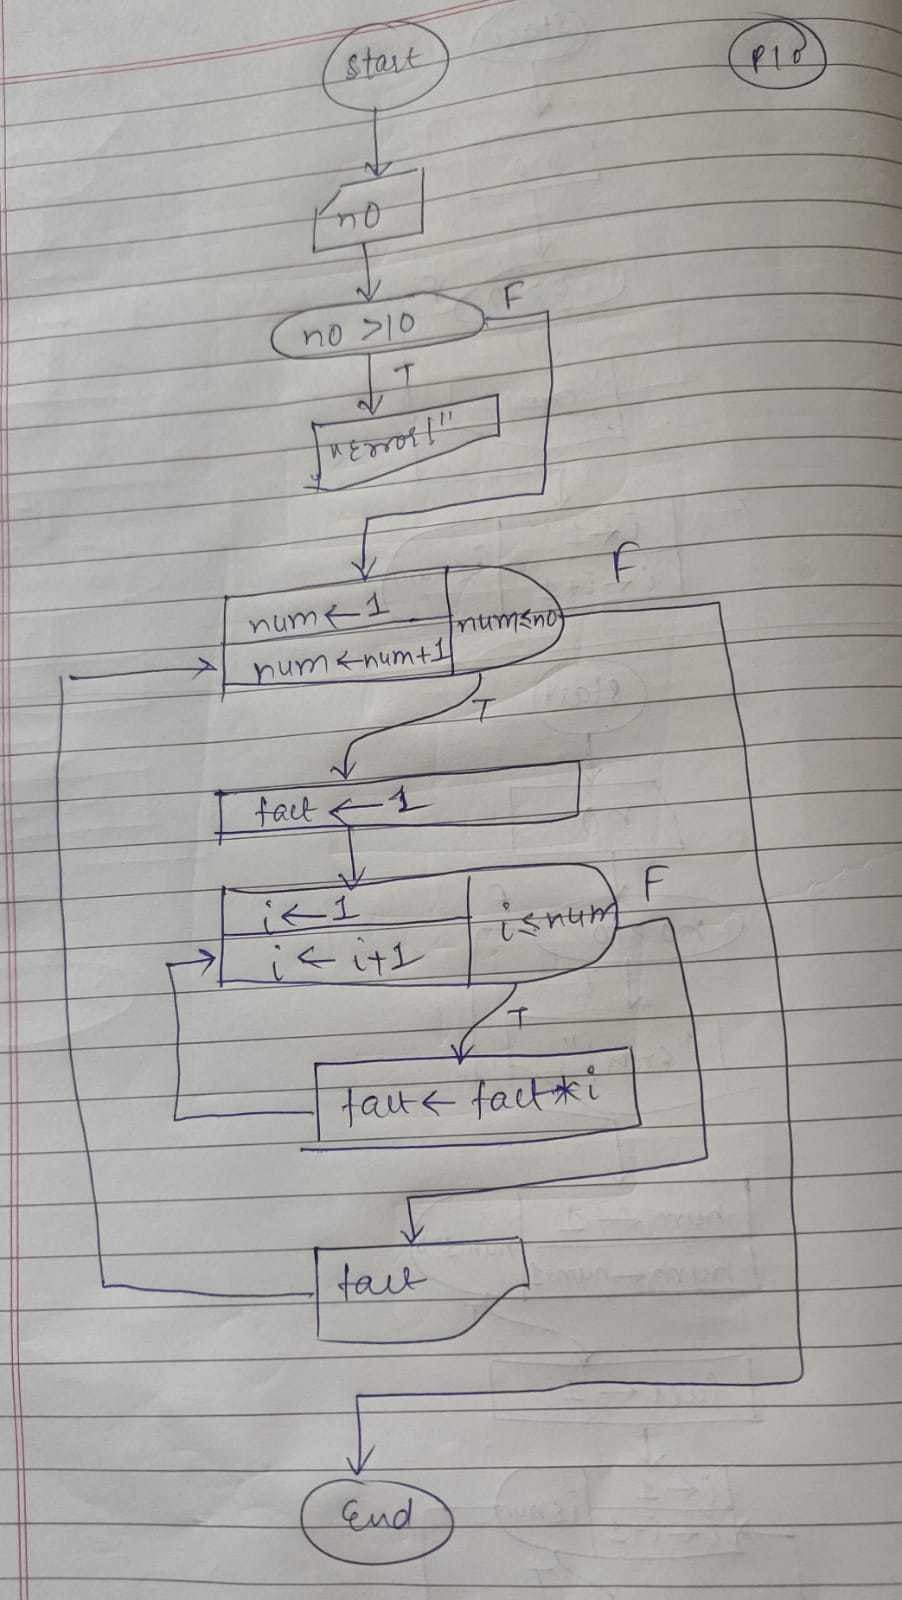 start
P10
no
no >10
F
T
"Error!"
num ← 1
num ← num+1
num ≤ no
F
T
fact ← 1
i ← 1
i ← i+1
i ≤ num
F
T
fact ← fact * i
fact
End